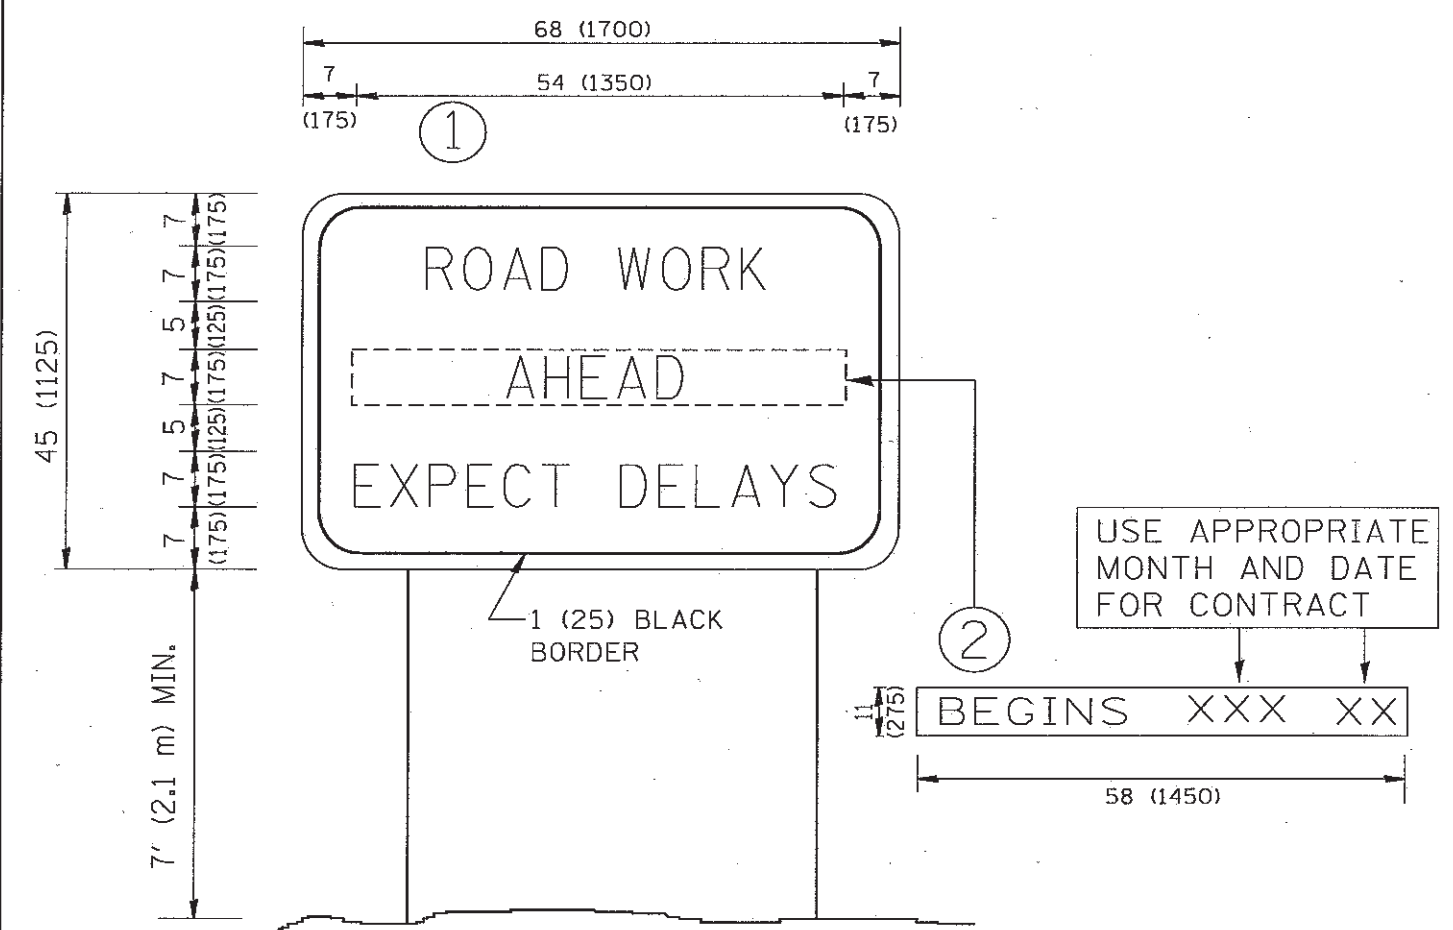 68 (1700)
7
54 (1350)
7
(175)
(175)
1
7
(175)
7
(175)
5
(125)
7
(175)
5
(125)
7
(175)
7
(175)
45 (1125)
ROAD WORK
AHEAD
EXPECT DELAYS
1 (25) BLACK
BORDER
7' (2.1 m) MIN.
2
USE APPROPRIATE
MONTH AND DATE
FOR CONTRACT
11
(275)
BEGINS XXX XX
58 (1450)